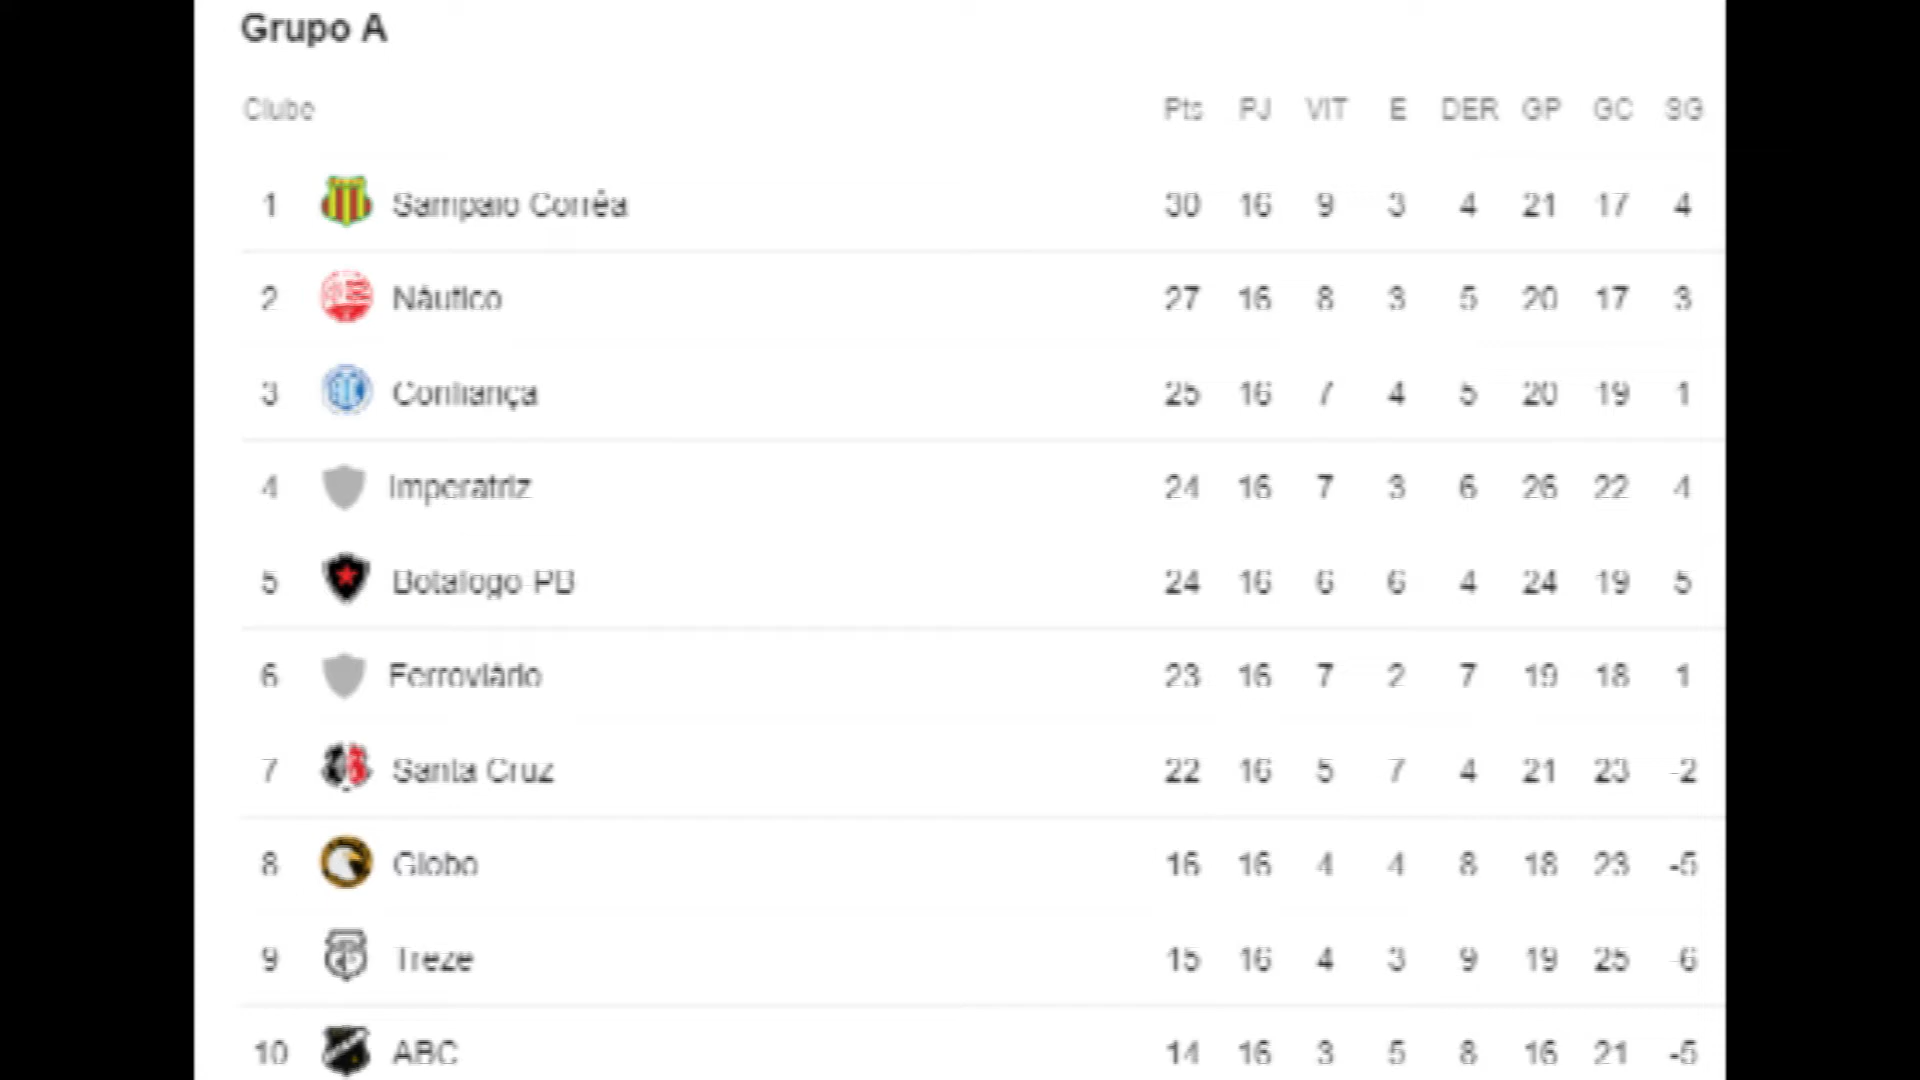 Grupo A
Clube Pts PJ VIT E DER GP GC SG
1 Sampaio Corrêa 30 16 9 3 4 21 17 4
2 Náutico 27 16 8 3 5 20 17 3
3 Confiança 25 16 7 4 5 20 19 1
4 Imperatriz 24 16 7 3 6 26 22 4
5 Botafogo PB 24 16 6 6 4 24 19 5
6 Ferroviário 23 16 7 2 7 19 18 1
7 Santa Cruz 22 16 5 7 4 21 23 -2
8 Globo 16 16 4 4 8 18 23 -5
9 Treze 15 16 4 3 9 19 25 -6
10 ABC 14 16 3 5 8 16 21 -5